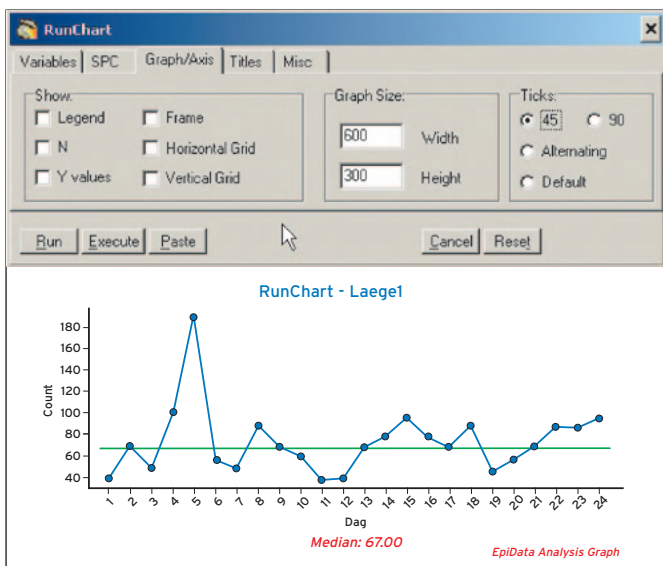 RunChart
Variables SPC Graph/Axis Titles Misc
Show: Graph Size: Ticks:
Legend Frame 600 Width 45 90
N Horizontal Grid Alternating
Y values Vertical Grid 300 Height Default
Run Execute Paste Cancel Reset
RunChart - Laege1
180
160
140
120
100
80
60
40
Count
1 2 3 4 5 6 7 8 9 10 11 12 13 14 15 16 17 18 19 20 21 22 23 24
Dag
Median: 67.00
EpiData Analysis Graph